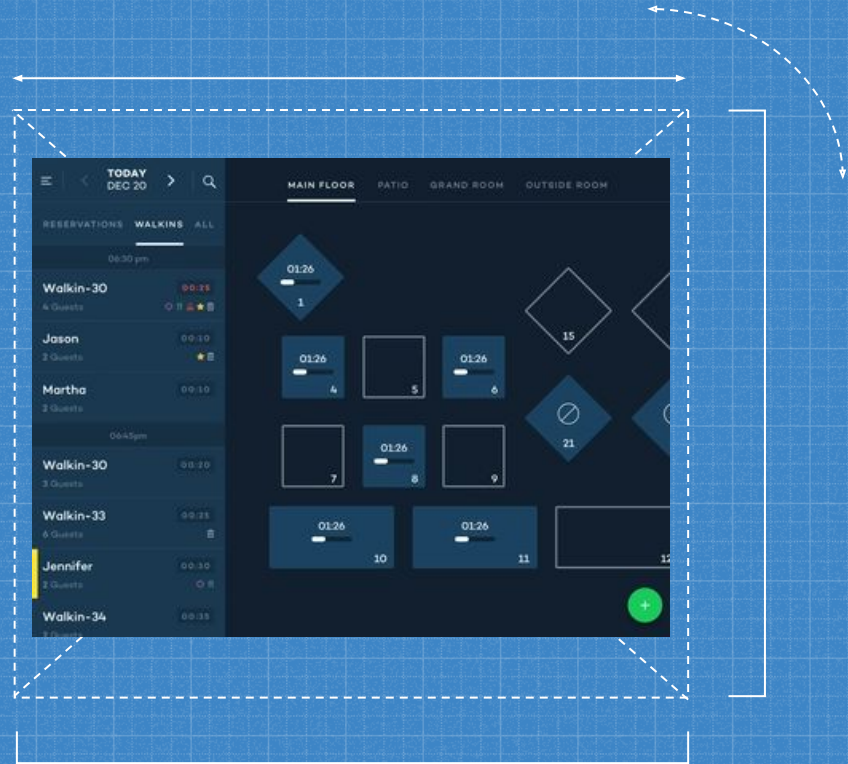 TODAY
DEC 20
RESERVATIONS WALKINS ALL
06:30 pm
Walkin-30 00:25
4 Guests
Jason 00:10
2 Guests
Martha 00:10
2 Guests
06:45pm
Walkin-30 00:20
3 Guests
Walkin-33 00:25
6 Guests
Jennifer 00:30
2 Guests
Walkin-34 00:35
MAIN FLOOR PATIO GRAND ROOM OUTSIDE ROOM
01:26
1
15
01:26
4
5
01:26
6
21
7
01:26
8
9
01:26
10
01:26
11
12
+